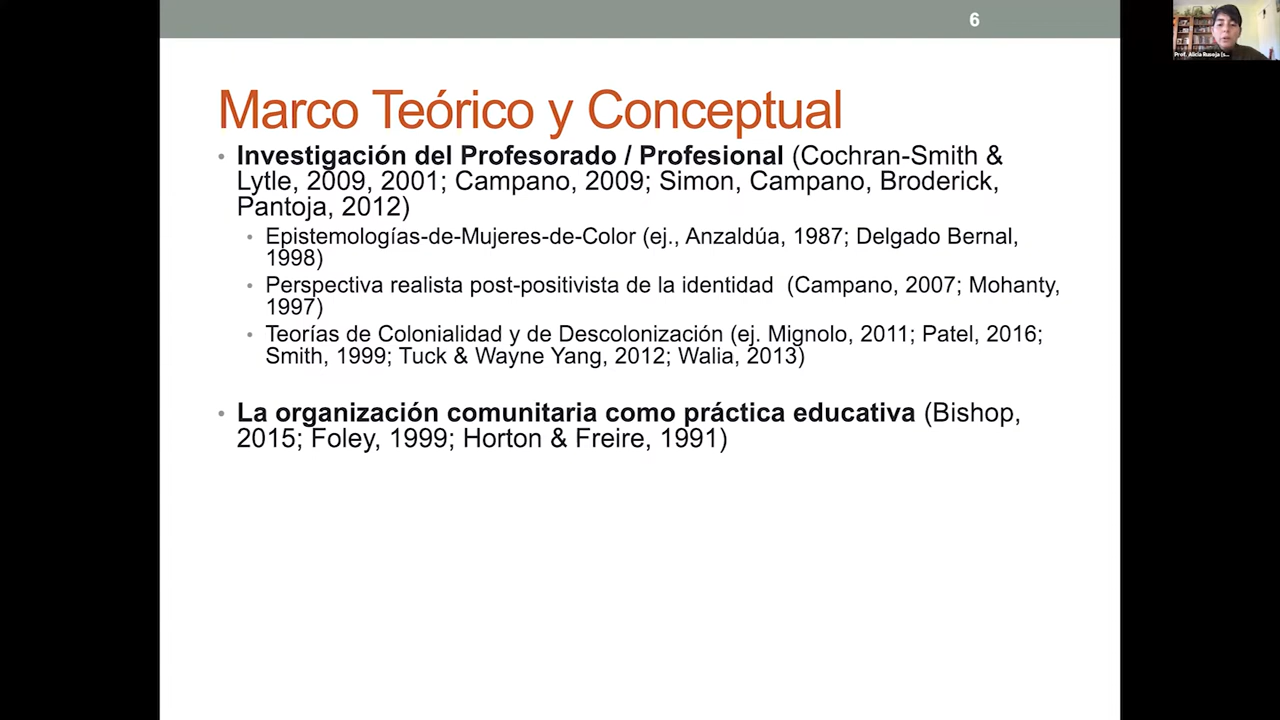 6
Marco Teórico y Conceptual
• Investigación del Profesorado / Profesional (Cochran-Smith &
Lytle, 2009, 2001; Campano, 2009; Simon, Campano, Broderick,
Pantoja, 2012)
• Epistemologías-de-Mujeres-de-Color (ej., Anzaldúa, 1987; Delgado Bernal,
1998)
• Perspectiva realista post-positivista de la identidad (Campano, 2007; Mohanty,
1997)
• Teorías de Colonialidad y de Descolonización (ej. Mignolo, 2011; Patel, 2016;
Smith, 1999; Tuck & Wayne Yang, 2012; Walia, 2013)
• La organización comunitaria como práctica educativa (Bishop,
2015; Foley, 1999; Horton & Freire, 1991)
Prof. Alicia